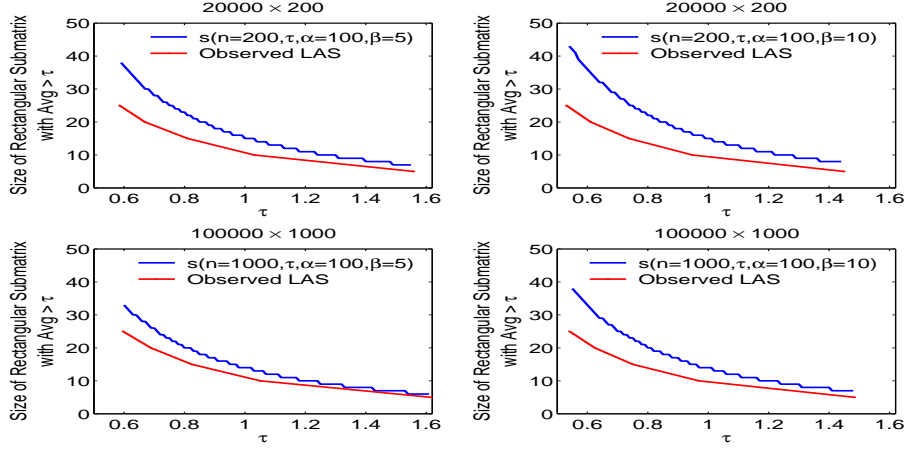 20000 × 200
50
40
30
20
10
0
Size of Rectangular Submatrix
with Avg > τ
s(n=200,τ,α=100,β=5)
Observed LAS
0.6 0.8 1 1.2 1.4 1.6
τ
20000 × 200
50
40
30
20
10
0
Size of Rectangular Submatrix
with Avg > τ
s(n=200,τ,α=100,β=10)
Observed LAS
0.6 0.8 1 1.2 1.4 1.6
τ
100000 × 1000
50
40
30
20
10
0
Size of Rectangular Submatrix
with Avg > τ
s(n=1000,τ,α=100,β=5)
Observed LAS
0.6 0.8 1 1.2 1.4 1.6
τ
100000 × 1000
50
40
30
20
10
0
Size of Rectangular Submatrix
with Avg > τ
s(n=1000,τ,α=100,β=10)
Observed LAS
0.6 0.8 1 1.2 1.4 1.6
τ